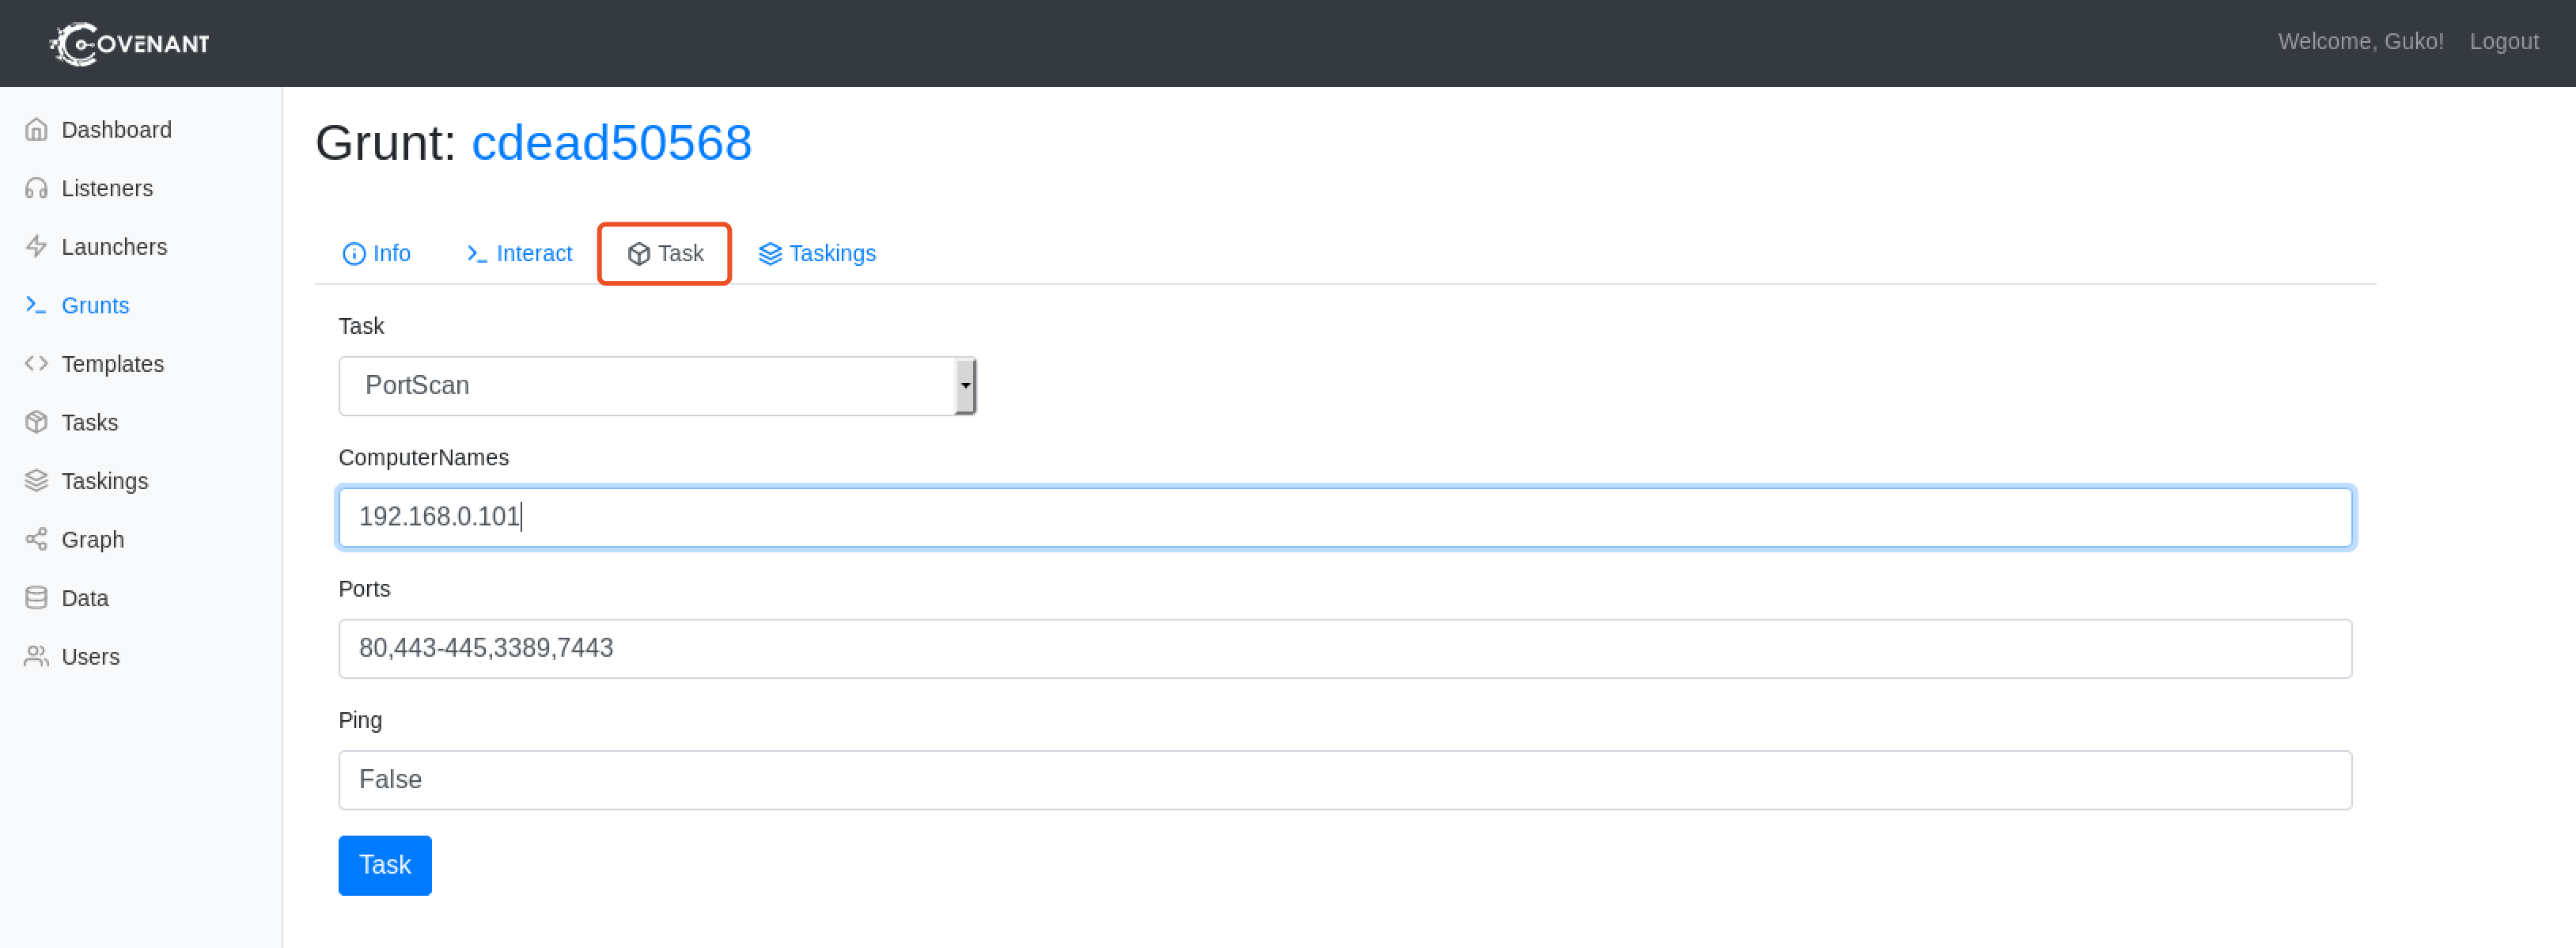 COVENANT
Welcome, Guko! Logout
Dashboard
Listeners
Launchers
Grunts
Templates
Tasks
Taskings
Graph
Data
Users
Grunt: cdead50568
Info Interact Task Taskings
Task
PortScan
ComputerNames
192.168.0.101
Ports
80,443-445,3389,7443
Ping
False
Task